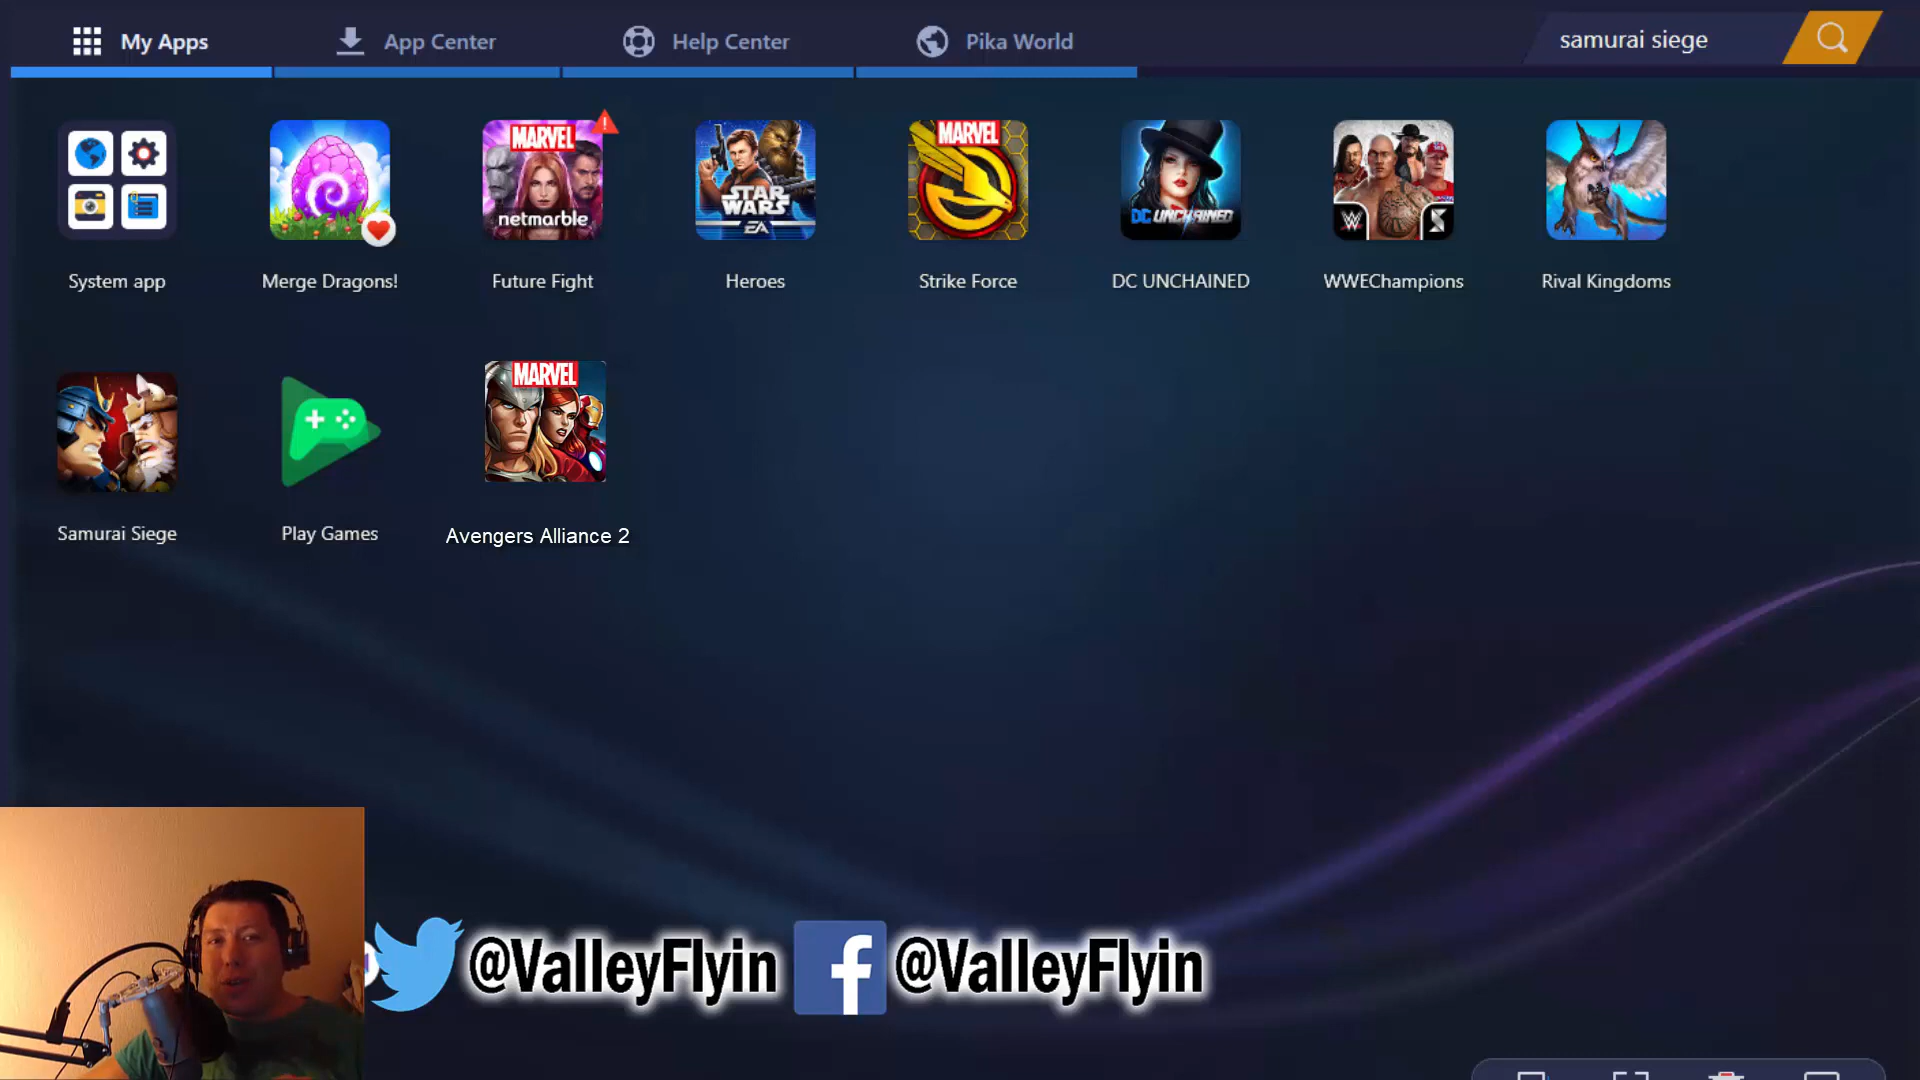 My Apps
App Center
Help Center
Pika World
samurai siege
MARVEL
netmarble
STAR WARS
EA
MARVEL
DC UNCHAINED
W
S
System app
Merge Dragons!
Future Fight
Heroes
Strike Force
DC UNCHAINED
WWEChampions
Rival Kingdoms
MARVEL
Samurai Siege
Play Games
Avengers Alliance 2
@ValleyFlyin
f
@ValleyFlyin